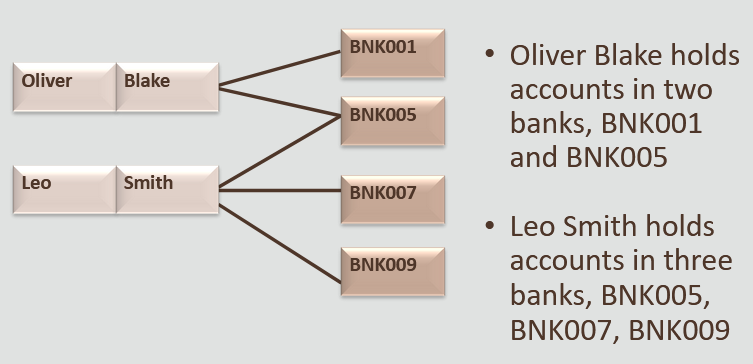 Oliver Blake
Leo Smith
BNK001
BNK005
BNK007
BNK009
• Oliver Blake holds
accounts in two
banks, BNK001
and BNK005
• Leo Smith holds
accounts in three
banks, BNK005,
BNK007, BNK009